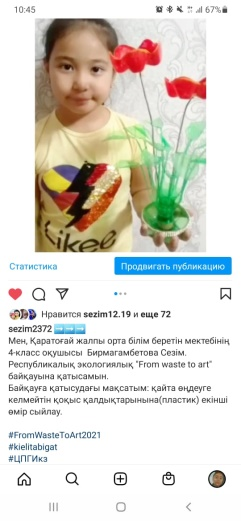 10:45
67%
Likee
Статистика
Продвигать публикацию
Нравится sezim12.19 и еще 72
sezim2372
Мен, Қаратоғай жалпы орта білім беретін мектебінің
4-класс оқушысы Бирмагамбетова Сезім.
Республикалық экологиялық "From waste to art"
байқауына қатысамын.
Байқауға қатысудағы мақсатым: қайта өңдеуге
келмейтін қоқыс қалдықтарынына(пластик) екінші
өмір сыйлау.
#FromWasteToArt2021
#kielitabigat
#ЦПГИкз